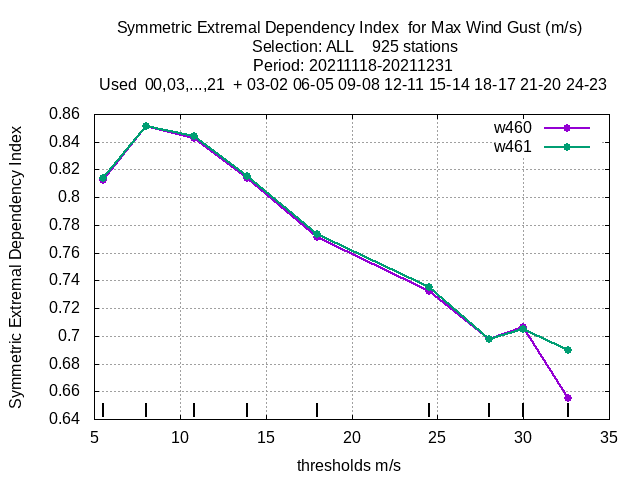 Symmetric Extremal Dependency Index  for Max Wind Gust (m/s)
Selection: ALL    925 stations
Period: 20211118-20211231
Used  00,03,...,21  + 03-02 06-05 09-08 12-11 15-14 18-17 21-20 24-23
w460
w461
Symmetric Extremal Dependency Index
0.86
0.84
0.82
0.8
0.78
0.76
0.74
0.72
0.7
0.68
0.66
0.64
5 10 15 20 25 30 35
thresholds m/s